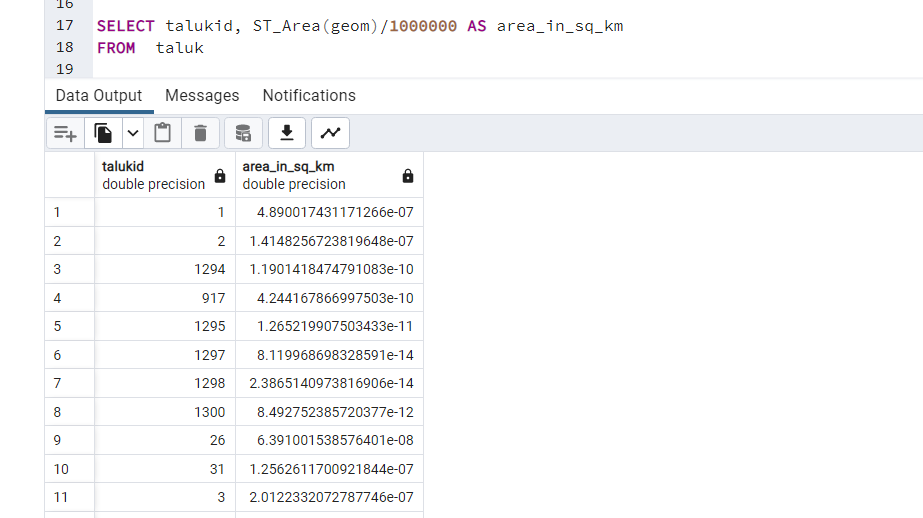 16
17 SELECT talukid, ST_Area(geom)/1000000 AS area_in_sq_km
18 FROM  taluk
19
Data Output Messages Notifications
talukid area_in_sq_km
double precision double precision
1 1 4.890017431171266e-07
2 2 1.4148256723819648e-07
3 1294 1.1901418474791083e-10
4 917 4.244167866997503e-10
5 1295 1.265219907503433e-11
6 1297 8.119968698328591e-14
7 1298 2.3865140973816906e-14
8 1300 8.492752385720377e-12
9 26 6.391001538576401e-08
10 31 1.2562611700921844e-07
11 3 2.0122332072787746e-07